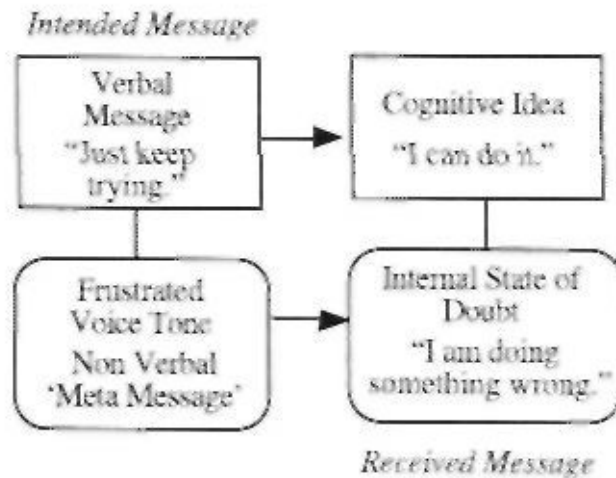 Intended Message
Verbal
Message
“Just keep
trying.”
Cognitive Idea
“I can do it.”
Frustrated
Voice Tone
Non Verbal
‘Meta Message’
Internal State of
Doubt
“I am doing
something wrong.”
Received Message